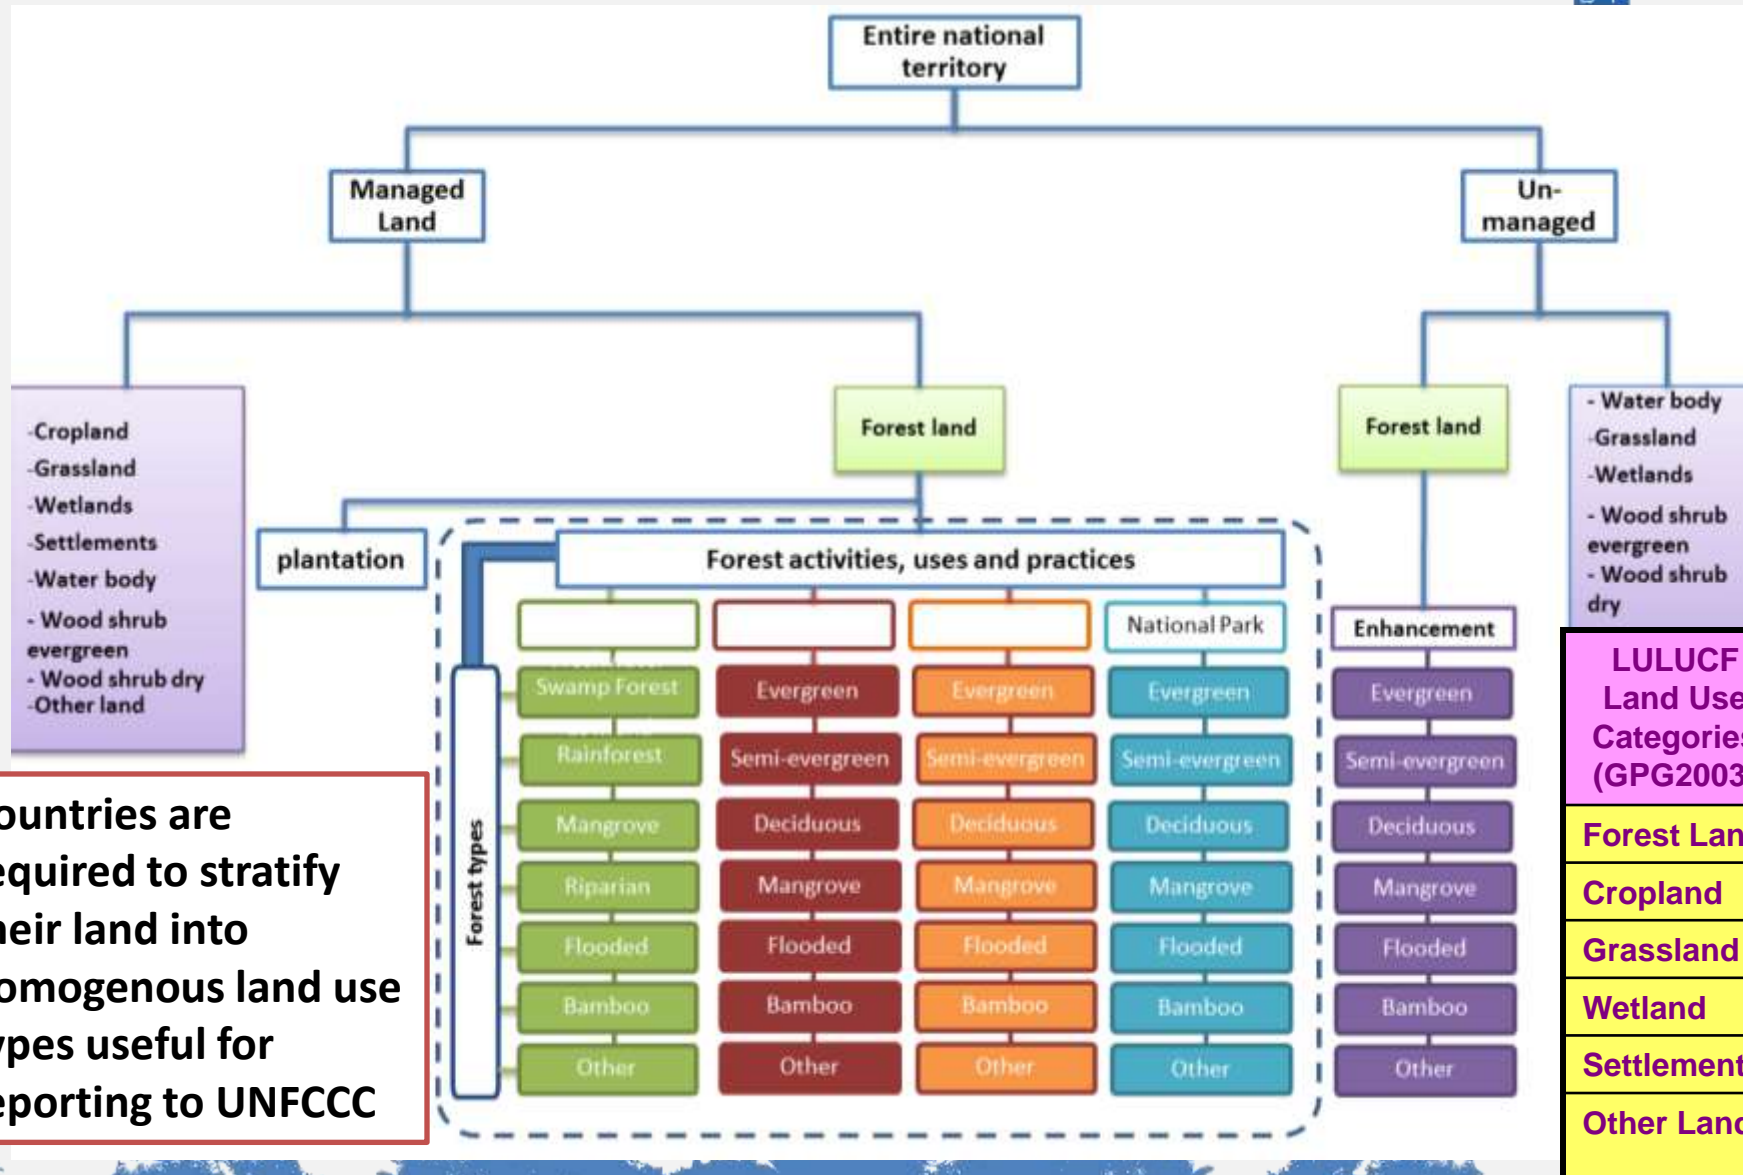 Entire national
territory
Managed
Land
Un-
managed
-Cropland
-Grassland
-Wetlands
-Settlements
-Water body
- Wood shrub
evergreen
- Wood shrub dry
-Other land
Forest land
Forest land
- Water body
-Grassland
-Wetlands
- Wood shrub
evergreen
- Wood shrub
dry
plantation
Forest activities, uses and practices
National Park
Enhancement
Forest types
Swamp Forest
Rainforest
Mangrove
Riparian
Flooded
Bamboo
Other
Evergreen
Semi-evergreen
Deciduous
Mangrove
Flooded
Bamboo
Other
Evergreen
Semi-evergreen
Deciduous
Mangrove
Flooded
Bamboo
Other
Evergreen
Semi-evergreen
Deciduous
Mangrove
Flooded
Bamboo
Other
Evergreen
Semi-evergreen
Deciduous
Mangrove
Flooded
Bamboo
Other
ountries are
equired to stratify
heir land into
omogenous land use
ypes useful for
eporting to UNFCCC
LULUCF
Land Use
Categories
(GPG2003
Forest Lan
Cropland
Grassland
Wetland
Settlement
Other Land